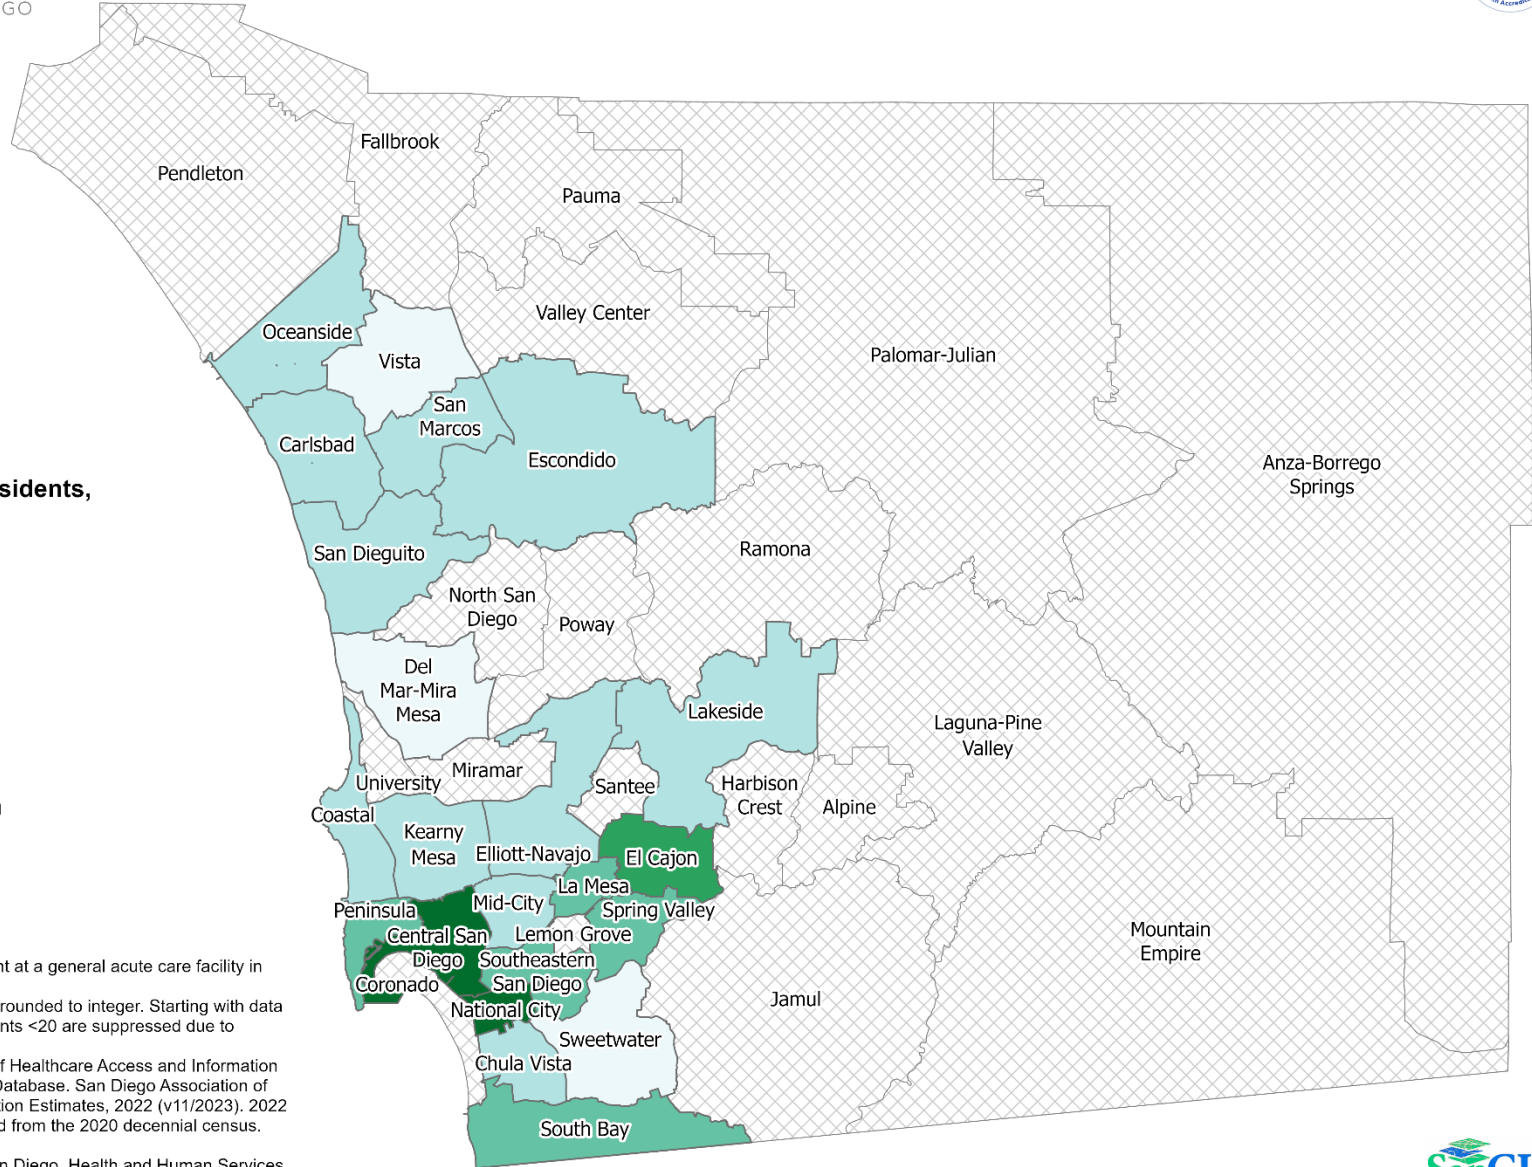 GO
Fallbrook
Pendleton
Pauma
Valley Center
Oceanside
Vista
Palomar-Julian
San
Marcos
Carlsbad
Escondido
Anza-Borrego
Springs
sidents,
San Dieguito
Ramona
North San
Diego
Poway
Del
Mar-Mira
Mesa
Lakeside
Laguna-Pine
Valley
Miramar
University
Santee
Harbison
Crest
Alpine
Coastal
Kearny
Mesa
Elliott-Navajo
El Cajon
La Mesa
Mid-City
Peninsula
Spring Valley
Central San
Diego
Lemon Grove
Southeastern
San Diego
Coronado
National City
Mountain
Empire
Jamul
Sweetwater
Chula Vista
South Bay
nt at a general acute care facility in
rounded to integer. Starting with data
nts <20 are suppressed due to
f Healthcare Access and Information
Database. San Diego Association of
tion Estimates, 2022 (v11/2023). 2022
d from the 2020 decennial census.
n Diego, Health and Human Services